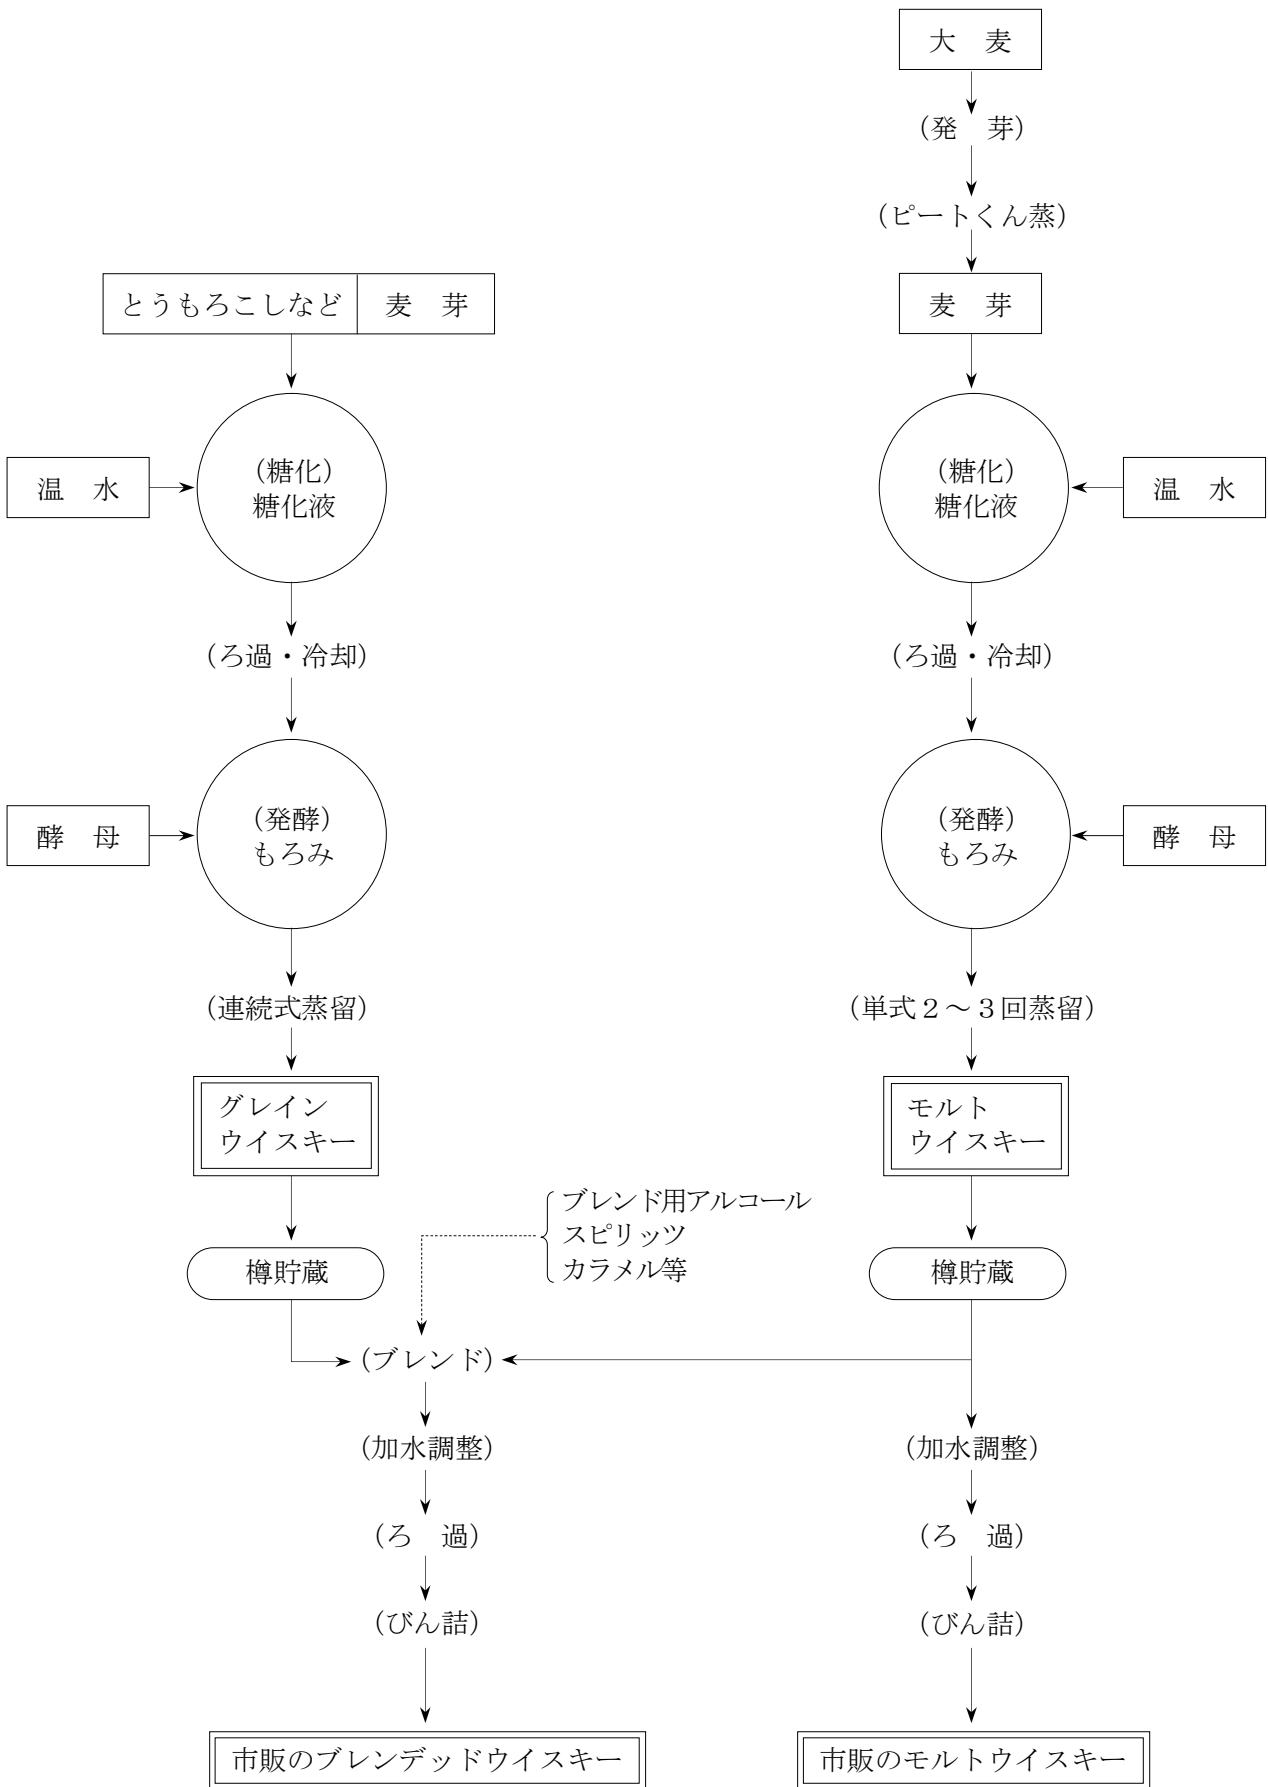 大　麦
（発　芽）
（ピートくん蒸）
とうもろこしなど　麦　芽
麦　芽
温　水
（糖化）
糖化液
（糖化）
糖化液
温　水
（ろ過・冷却）
（ろ過・冷却）
酵　母
（発酵）
もろみ
（発酵）
もろみ
酵　母
（連続式蒸留）
（単式２～３回蒸留）
グレイン
ウイスキー
モルト
ウイスキー
ブレンド用アルコール
スピリッツ
カラメル等
樽貯蔵
樽貯蔵
（ブレンド）
（加水調整）
（加水調整）
（ろ　過）
（ろ　過）
（びん詰）
（びん詰）
市販のブレンデッドウイスキー
市販のモルトウイスキー